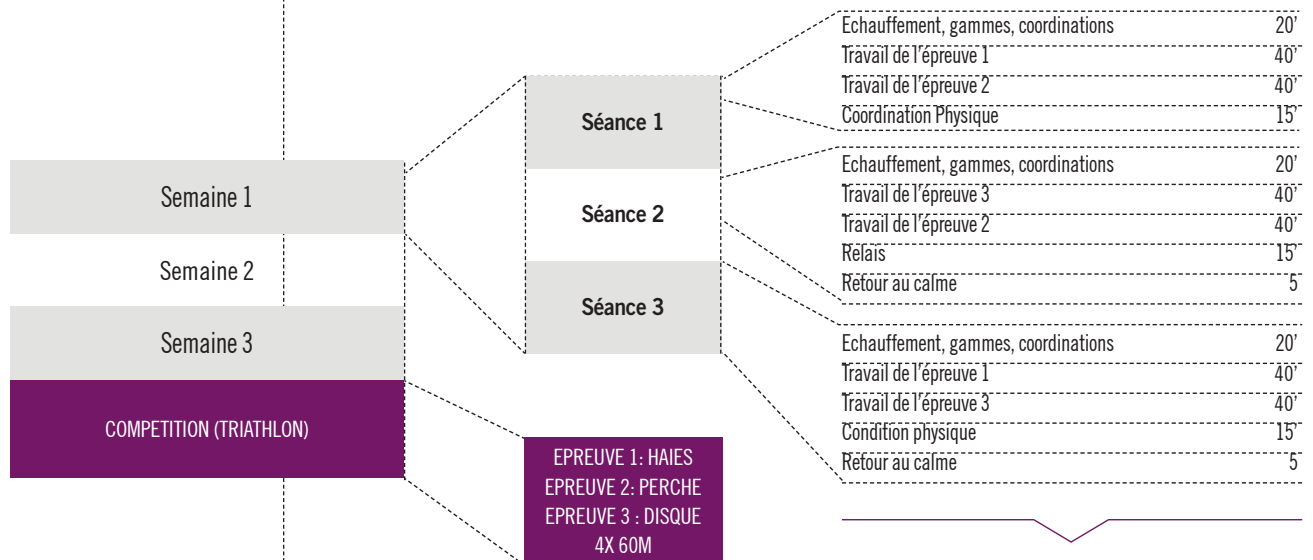 Semaine 1
Semaine 2
Semaine 3
COMPETITION (TRIATHLON)
Séance 1
Séance 2
Séance 3
EPREUVE 1: HAIES
EPREUVE 2: PERCHE
EPREUVE 3 : DISQUE
4X 60M
Echauffement, gammes, coordinations 20'
Travail de l'épreuve 1 40'
Travail de l'épreuve 2 40'
Coordination Physique 15'
Echauffement, gammes, coordinations 20'
Travail de l'épreuve 3 40'
Travail de l'épreuve 2 40'
Relais 15'
Retour au calme 5
Echauffement, gammes, coordinations 20'
Travail de l'épreuve 1 40'
Travail de l'épreuve 3 40'
Condition physique 15'
Retour au calme 5